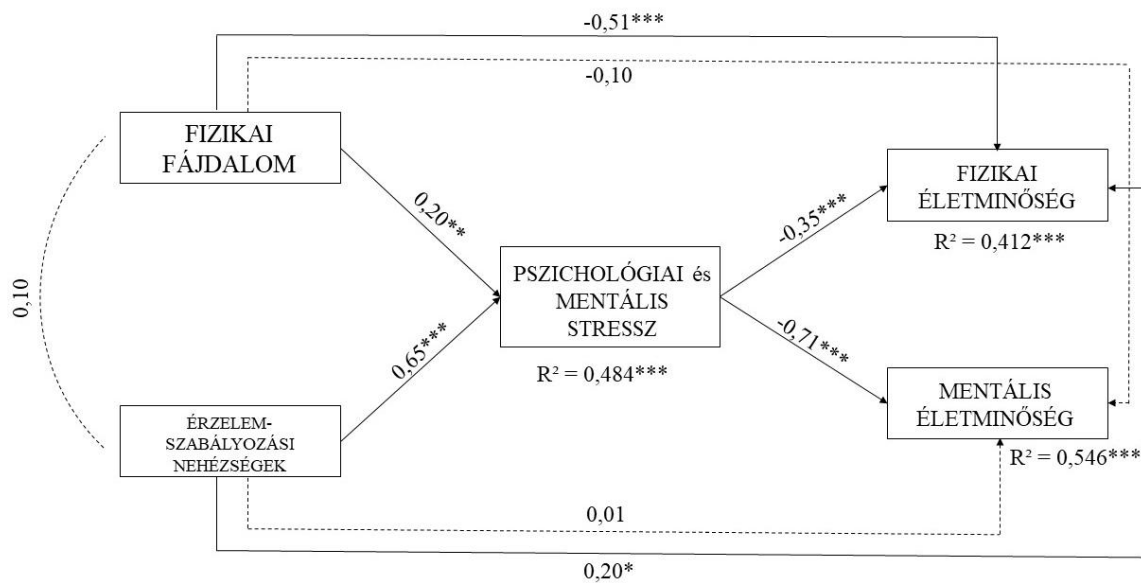 -0,51***
-0,10
FIZIKAI
FÁJDALOM
FIZIKAI
ÉLETMINŐSÉG
R² = 0,412***
0,20**
-0,35***
0,10
PSZICHOLÓGIAI és
MENTÁLIS
STRESSZ
R² = 0,484***
0,65***
-0,71***
ÉRZELEM-
SZABÁLYOZÁSI
NEHÉZSÉGEK
MENTÁLIS
ÉLETMINŐSÉG
R² = 0,546***
0,01
0,20*